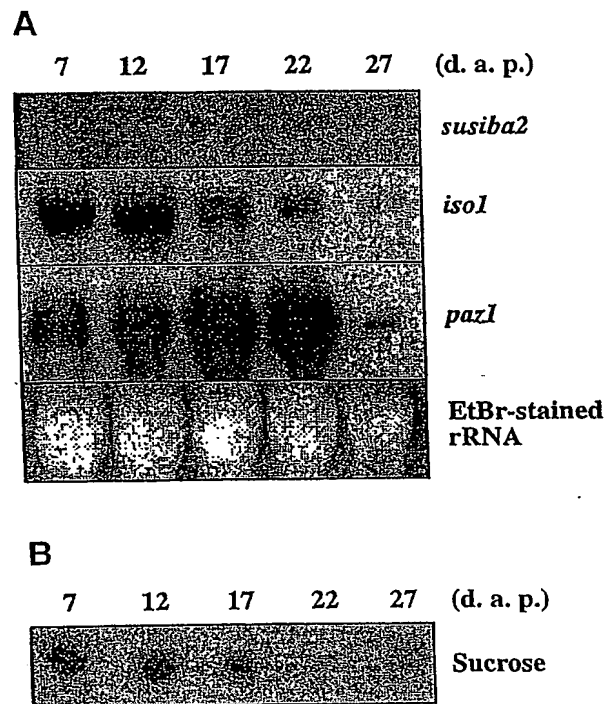 A
7 12 17 22 27 (d. a. p.)
susiba2
iso1
paz1
EtBr-stained
rRNA
B
7 12 17 22 27 (d. a. p.)
Sucrose